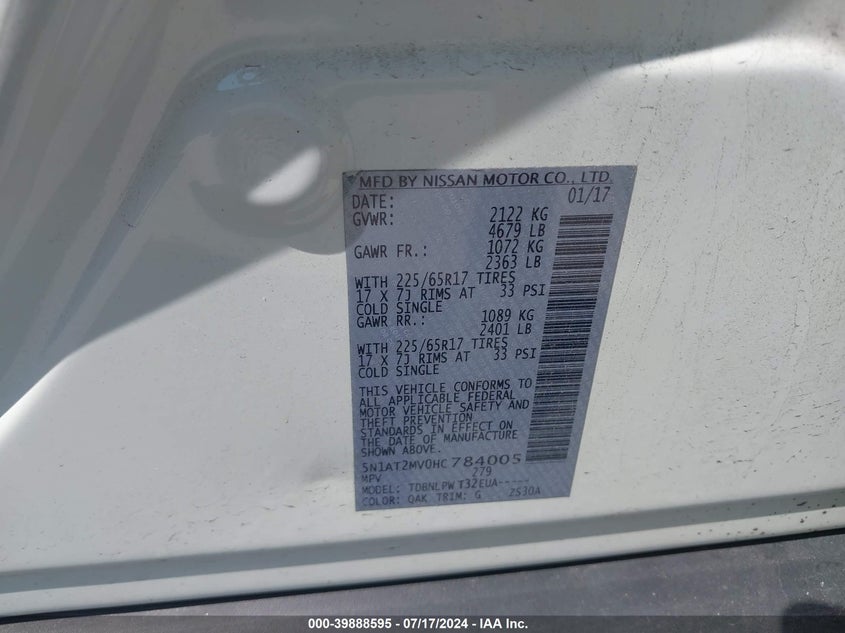 MFD BY NISSAN MOTOR CO., LTD.
DATE: 01/17
GVWR: 2122 KG
4679 LB
GAWR FR.: 1072 KG
2363 LB
WITH 225/65R17 TIRES
17 X 7J RIMS AT 33 PSI
COLD SINGLE
GAWR RR.: 1089 KG
2401 LB
WITH 225/65R17 TIRES
17 X 7J RIMS AT 33 PSI
COLD SINGLE
THIS VEHICLE CONFORMS TO
ALL APPLICABLE FEDERAL
MOTOR VEHICLE SAFETY AND
THEFT PREVENTION
STANDARDS IN EFFECT ON
THE DATE OF MANUFACTURE
SHOWN ABOVE.
5N1AT2MV0HC784005
MPV 279
MODEL: TDBNLPW T32EUA-----
COLOR: QAK TRIM: G ZS30A
000-39888595 - 07/17/2024 - IAA Inc.